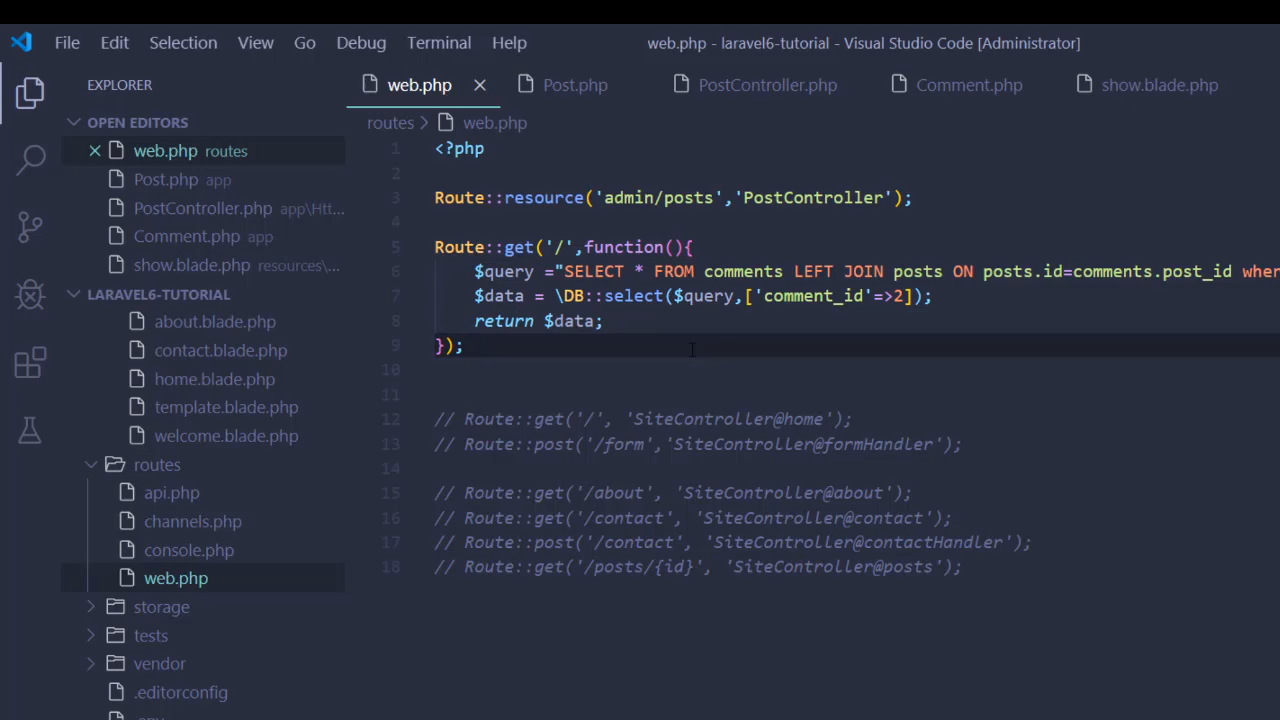 File Edit Selection View Go Debug Terminal Help web.php - laravel6-tutorial - Visual Studio Code [Administrator]
EXPLORER
OPEN EDITORS
web.php routes
Post.php app
PostController.php app\Htt...
Comment.php app
show.blade.php resources\...
LARAVEL6-TUTORIAL
about.blade.php
contact.blade.php
home.blade.php
template.blade.php
welcome.blade.php
routes
api.php
channels.php
console.php
web.php
storage
tests
vendor
.editorconfig
web.php Post.php PostController.php Comment.php show.blade.php
routes > web.php
1 <?php
2
3 Route::resource('admin/posts','PostController');
4
5 Route::get('/',function(){
6 $query ="SELECT * FROM comments LEFT JOIN posts ON posts.id=comments.post_id wher
7 $data = \DB::select($query,['comment_id'=>2]);
8 return $data;
9 });
10
11
12 // Route::get('/', 'SiteController@home');
13 // Route::post('/form','SiteController@formHandler');
14
15 // Route::get('/about', 'SiteController@about');
16 // Route::get('/contact', 'SiteController@contact');
17 // Route::post('/contact', 'SiteController@contactHandler');
18 // Route::get('/posts/{id}', 'SiteController@posts');